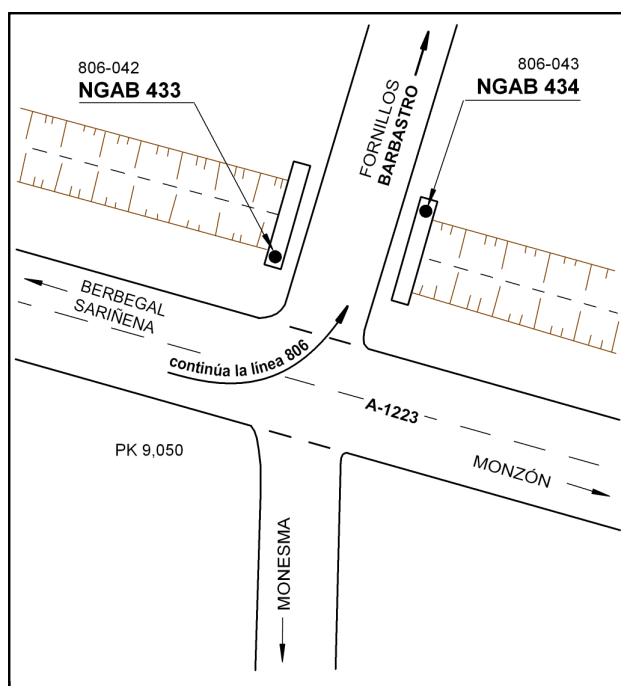 806-042
NGAB 433
806-043
NGAB 434
FORNILLOS
BARBASTRO
BERBEGAL
SARIÑENA
continúa la línea 806
A-1223
PK 9,050
MONZÓN
MONESMA